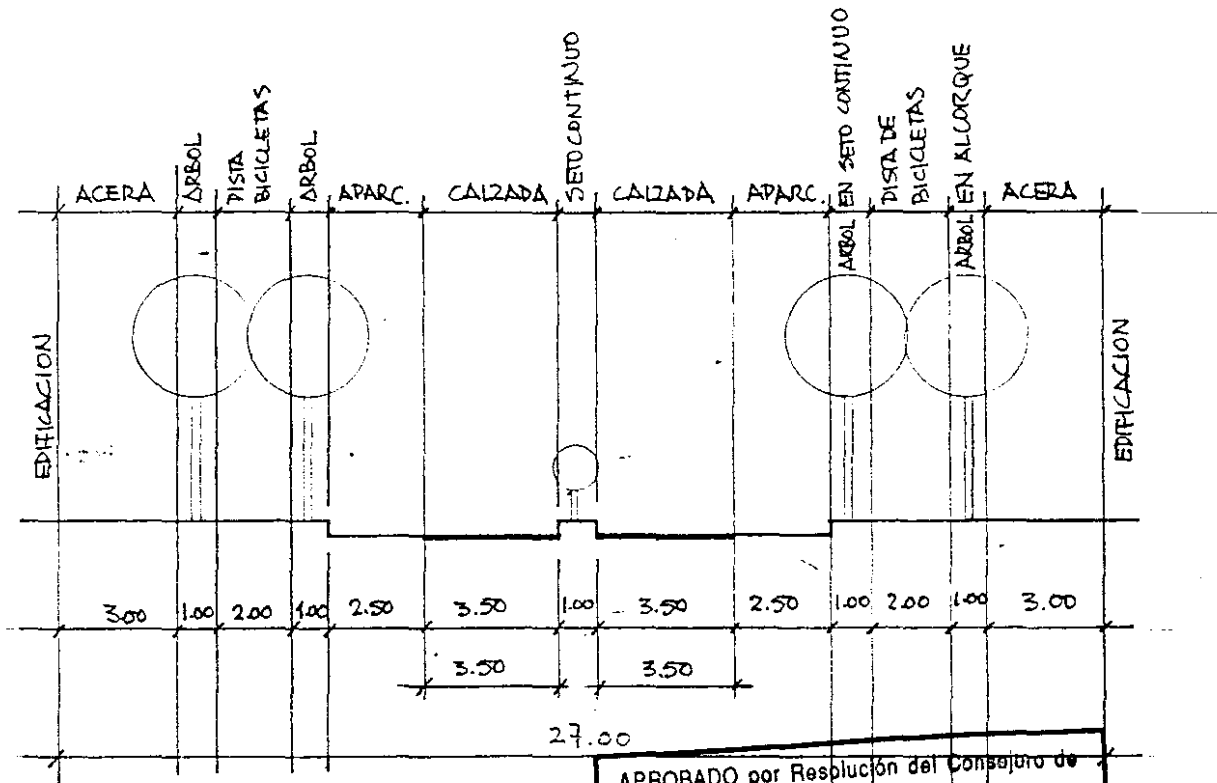 ACERA
ARBOL
PISTA
BICICLETAS
ARBOL
APARC.
CALZADA
SETO CONTINUO
CALZADA
APARC.
ARBOL EN SETO CONTINUO
PISTA DE
BICICLETAS
ARBOL EN ALCORQUE
ACERA
EDIFICACION
EDIFICACION
3.00 1.00 2.00 1.00 2.50 3.50 1.00 3.50 2.50 1.00 2.00 1.00 3.00
3.50 3.50
27.00
APROBADO por Resolución del Consejero de